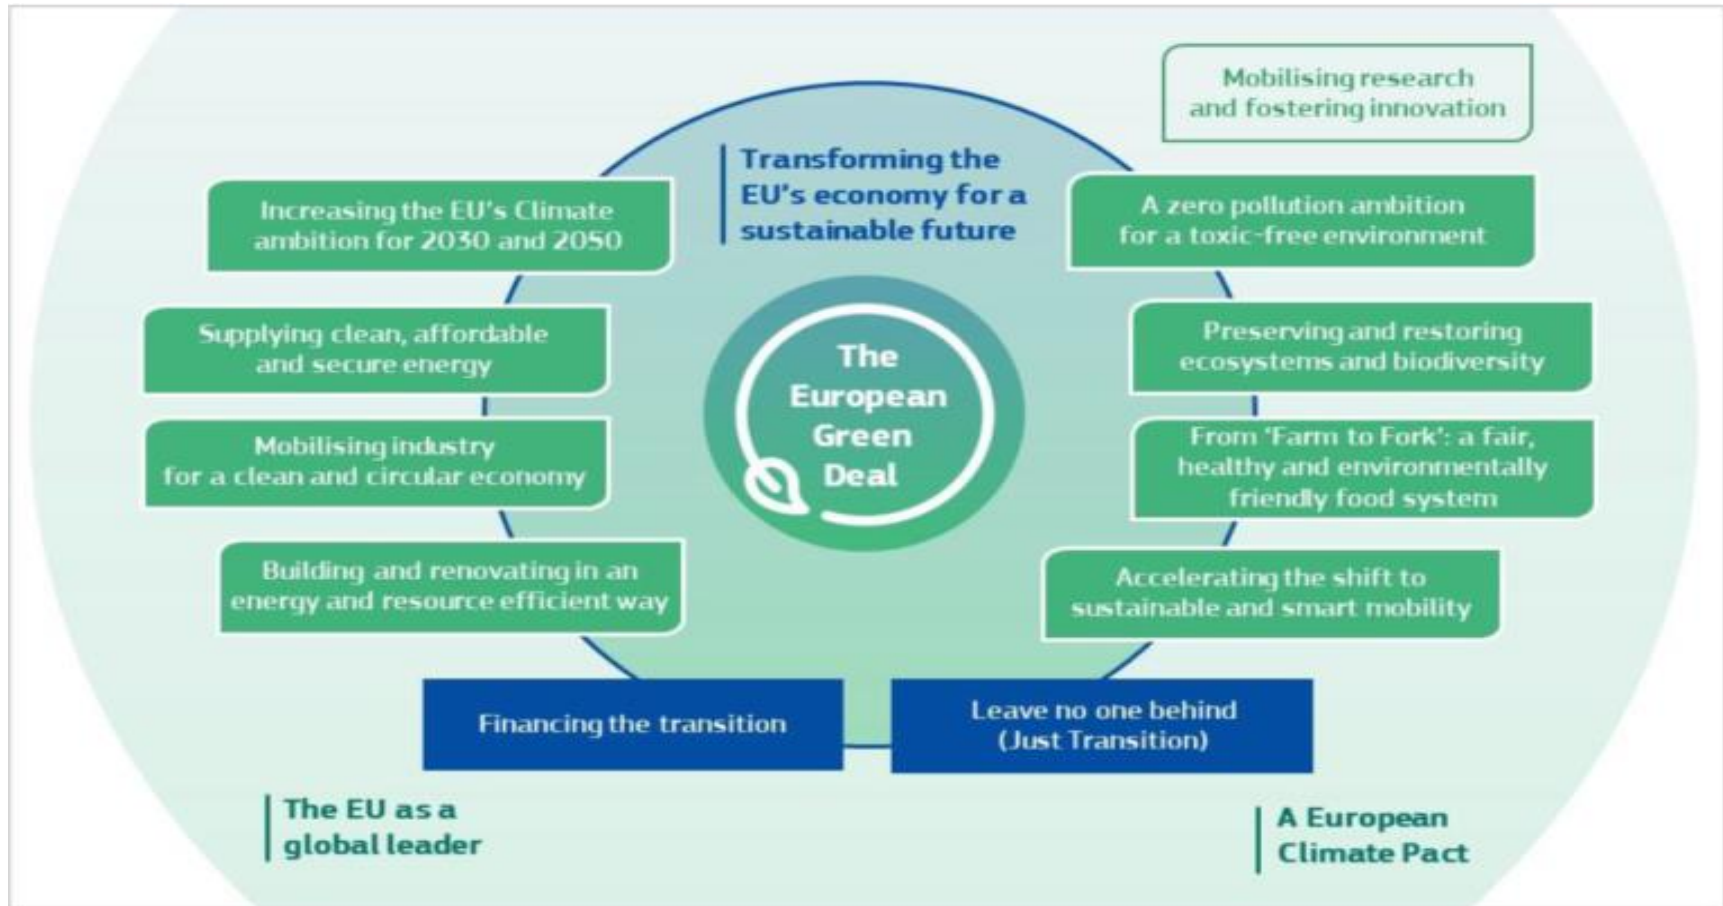 Mobilising research
and fostering innovation
Transforming the
EU's economy for a
sustainable future
Increasing the EU's Climate
ambition for 2030 and 2050
A zero pollution ambition
for a toxic-free environment
Supplying clean, affordable
and secure energy
Preserving and restoring
ecosystems and biodiversity
The
European
Green
Deal
Mobilising industry
for a clean and circular economy
From 'Farm to Fork': a fair,
healthy and environmentally
friendly food system
Building and renovating in an
energy and resource efficient way
Accelerating the shift to
sustainable and smart mobility
Financing the transition
Leave no one behind
(Just Transition)
The EU as a
global leader
A European
Climate Pact